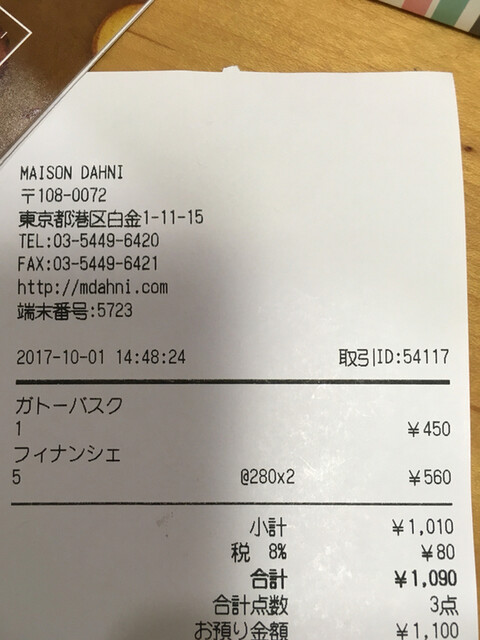 MAISON DAHNI
〒108-0072
東京都港区白金1-11-15
TEL:03-5449-6420
FAX:03-5449-6421
http://mdahni.com
端末番号:5723
2017-10-01 14:48:24 取引ID:54117
ガトーバスク
1 ¥450
フィナンシェ
5 @280x2 ¥560
小計 ¥1,010
税 8% ¥80
合計 ¥1,090
合計点数 3点
お預り金額 ¥1,100